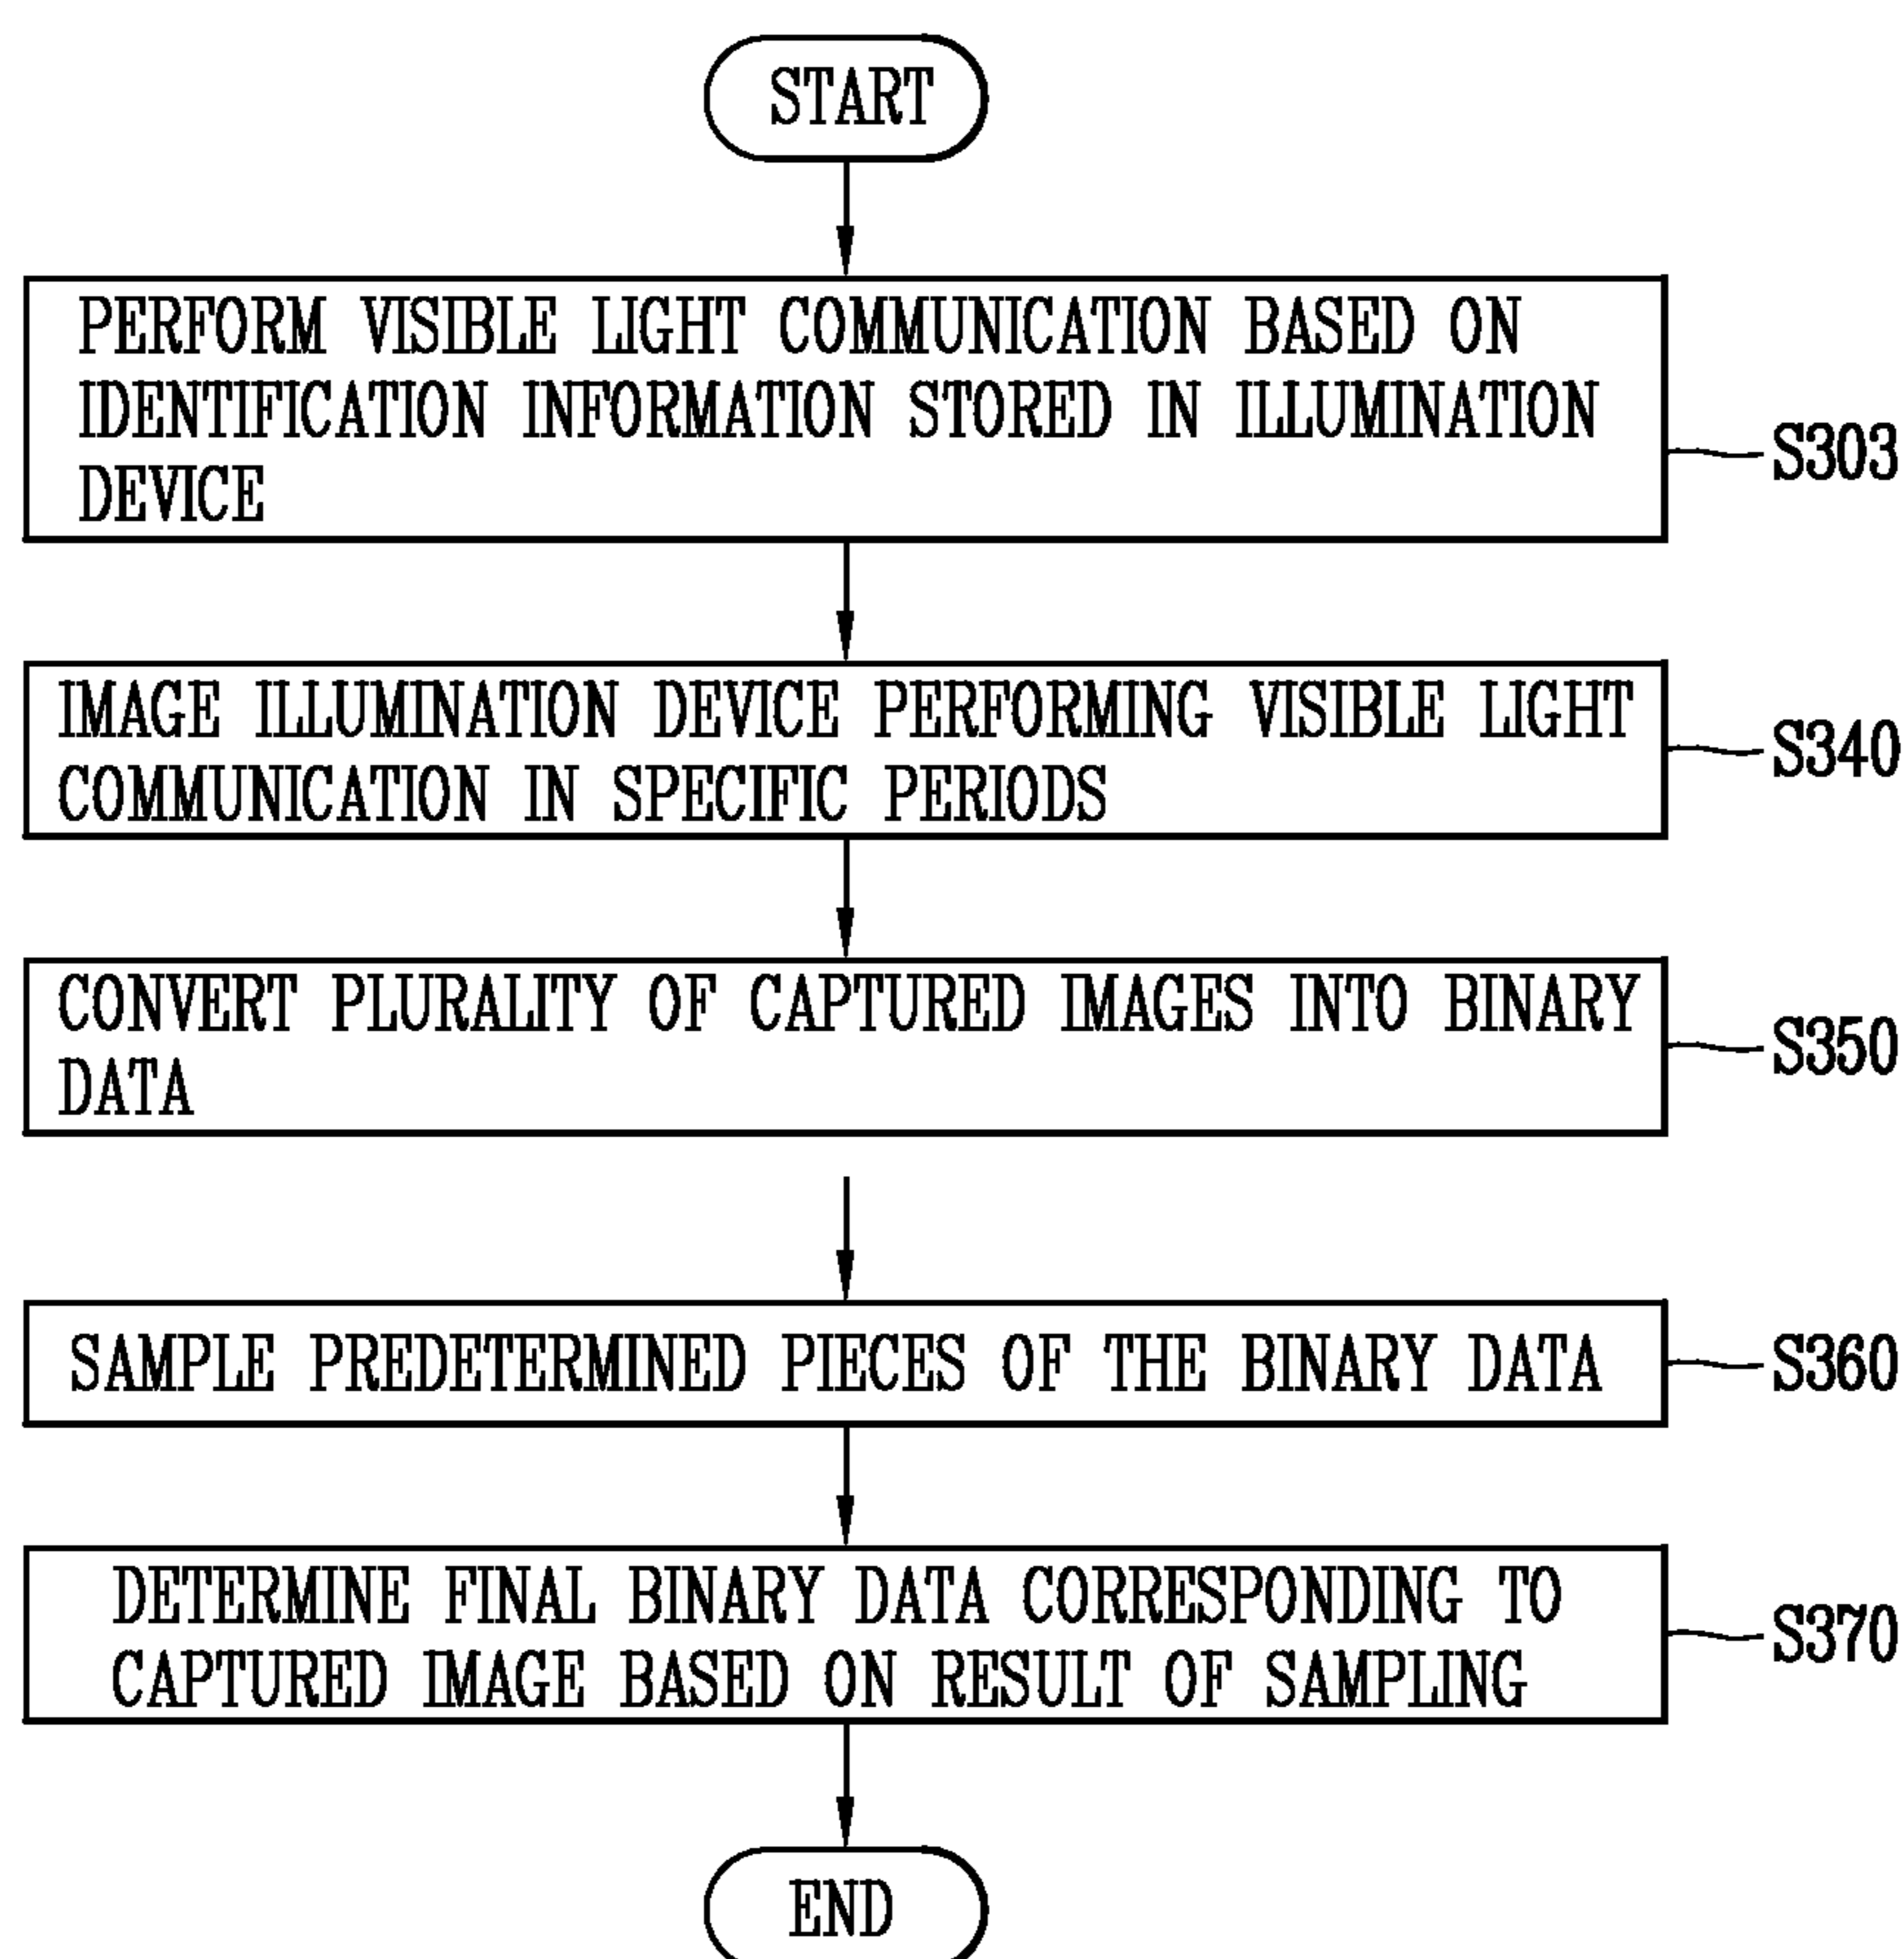 START
PERFORM VISIBLE LIGHT COMMUNICATION BASED ON
IDENTIFICATION INFORMATION STORED IN ILLUMINATION
DEVICE
S303
IMAGE ILLUMINATION DEVICE PERFORMING VISIBLE LIGHT
COMMUNICATION IN SPECIFIC PERIODS
S340
CONVERT PLURALITY OF CAPTURED IMAGES INTO BINARY
DATA
S350
SAMPLE PREDETERMINED PIECES OF THE BINARY DATA
S360
DETERMINE FINAL BINARY DATA CORRESPONDING TO
CAPTURED IMAGE BASED ON RESULT OF SAMPLING
S370
END